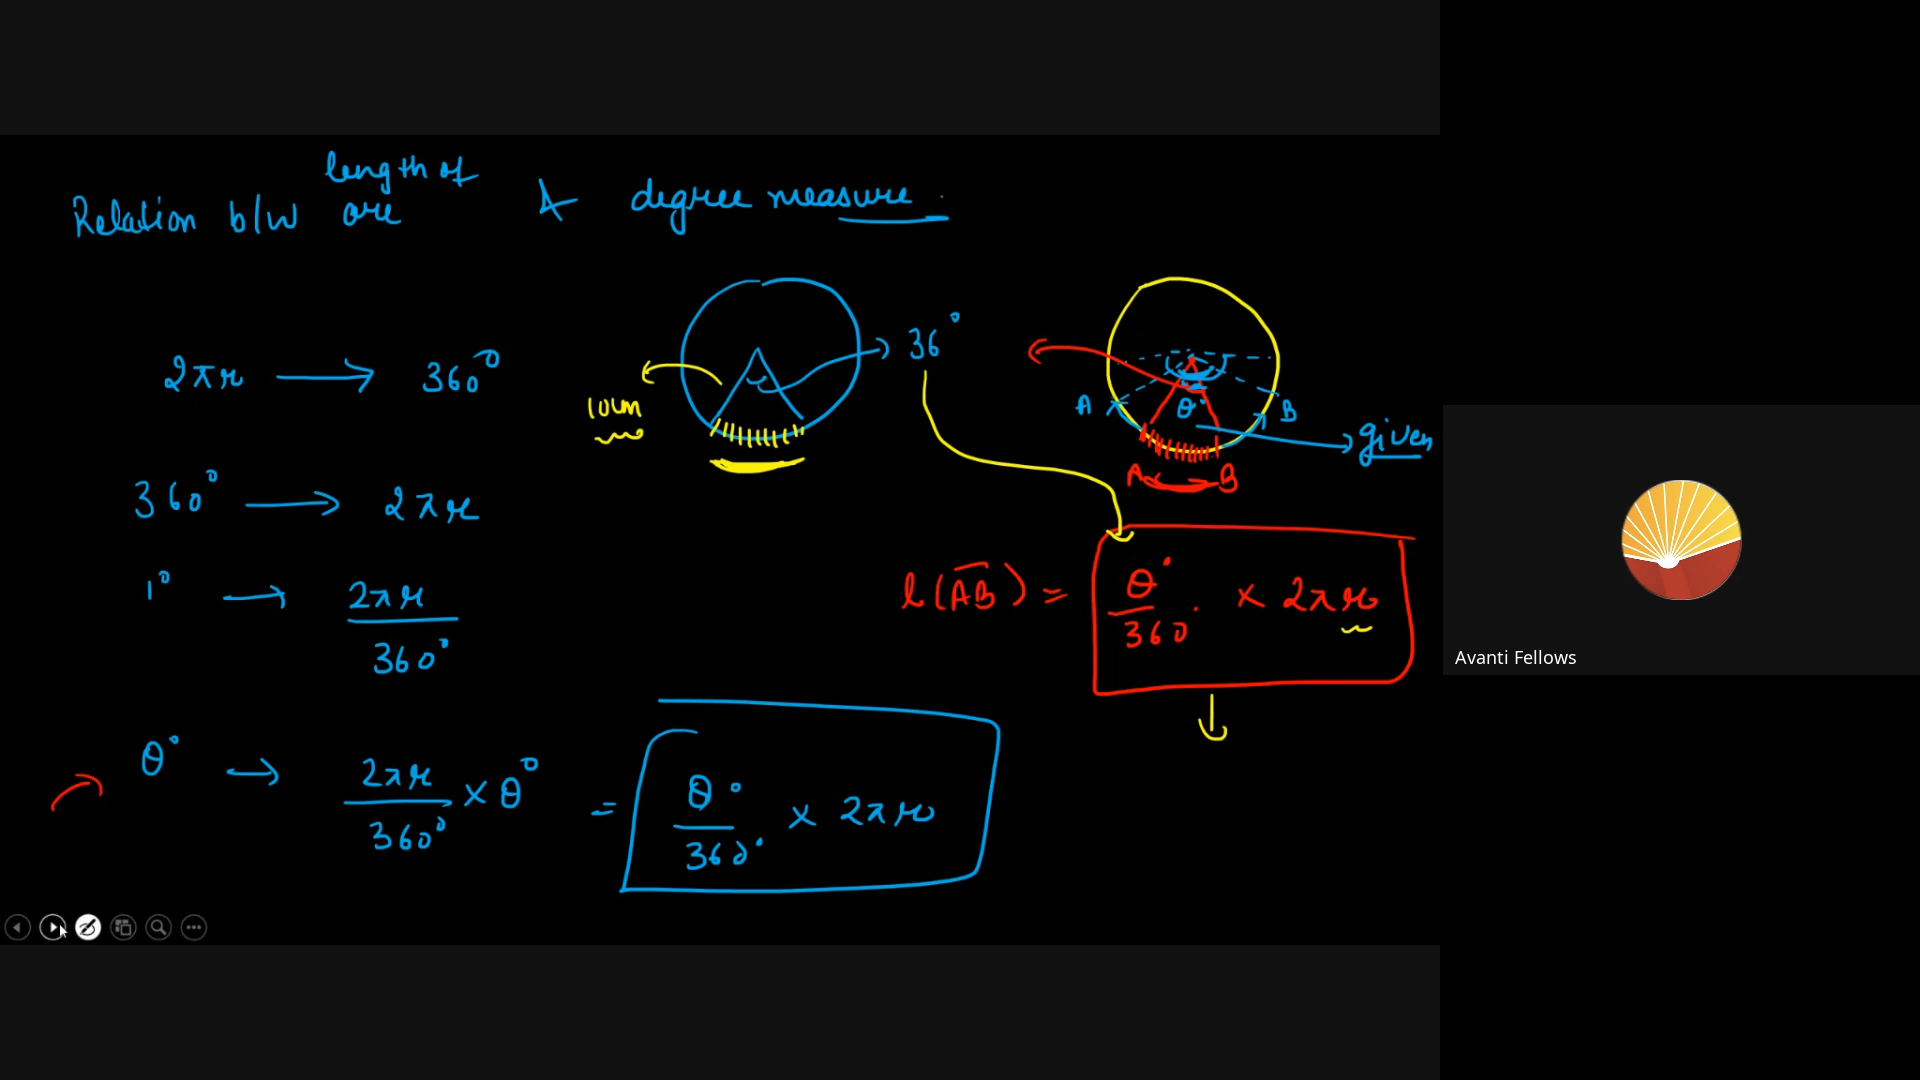 length of
Relation b/w arc & degree measure.
2πr → 360°
36°
10cm
A θ° B
given
A B
360° → 2πr
1° → 2πr/360°
l(AB) = θ°/360° × 2πr
θ° → 2πr/360° × θ° = θ°/360° × 2πr
Avanti Fellows